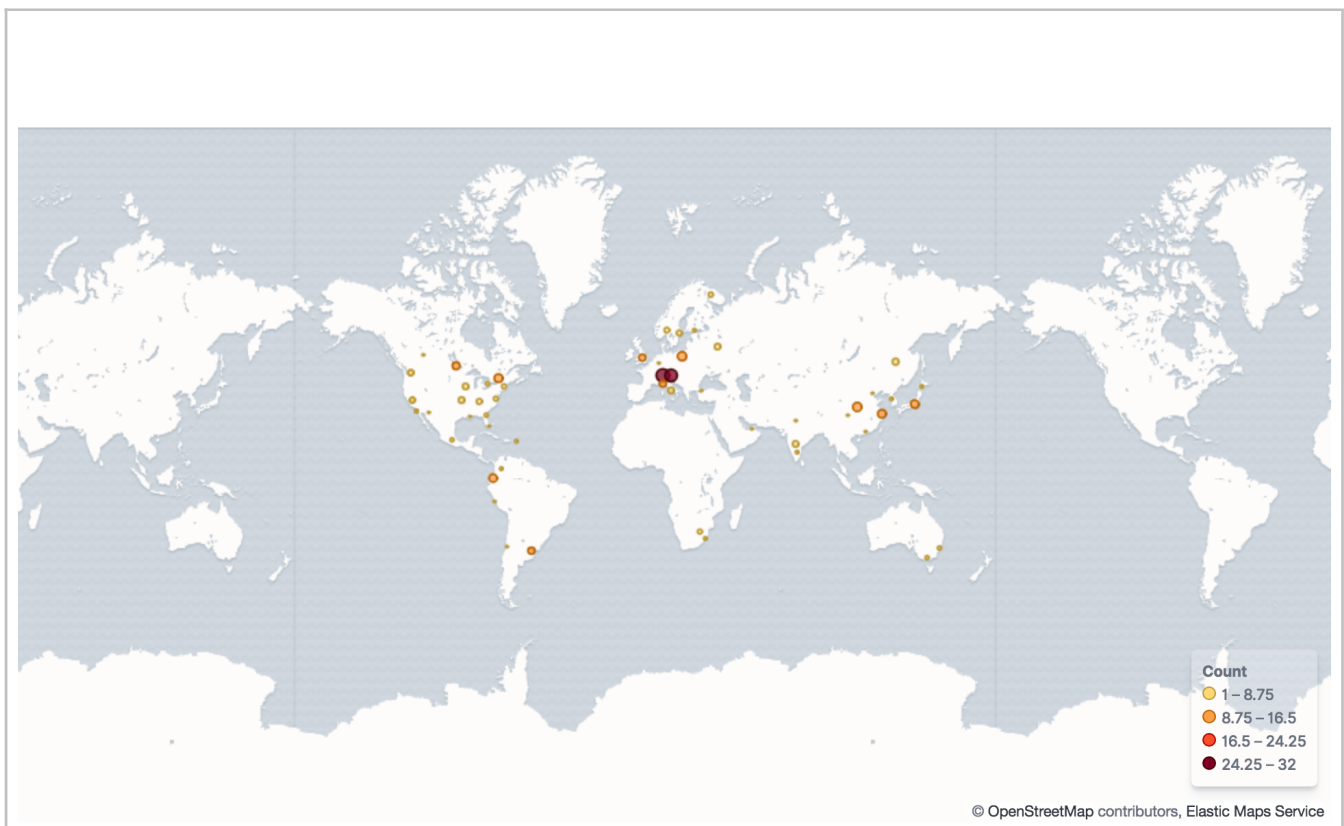 Count
1 – 8.75
8.75 – 16.5
16.5 – 24.25
24.25 – 32
© OpenStreetMap contributors, Elastic Maps Service